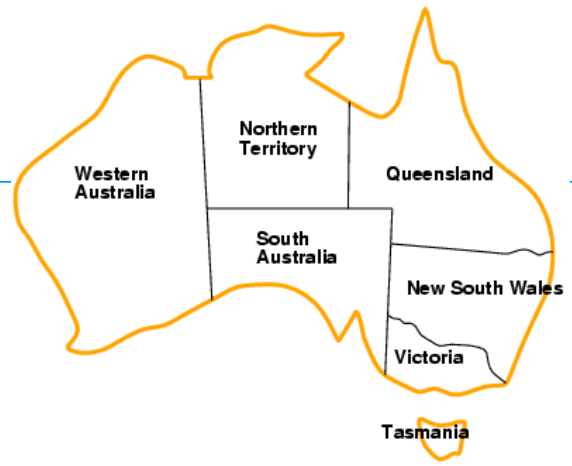 Northern
Territory
Western
Australia
Queensland
South
Australia
New South Wales
Victoria
Tasmania